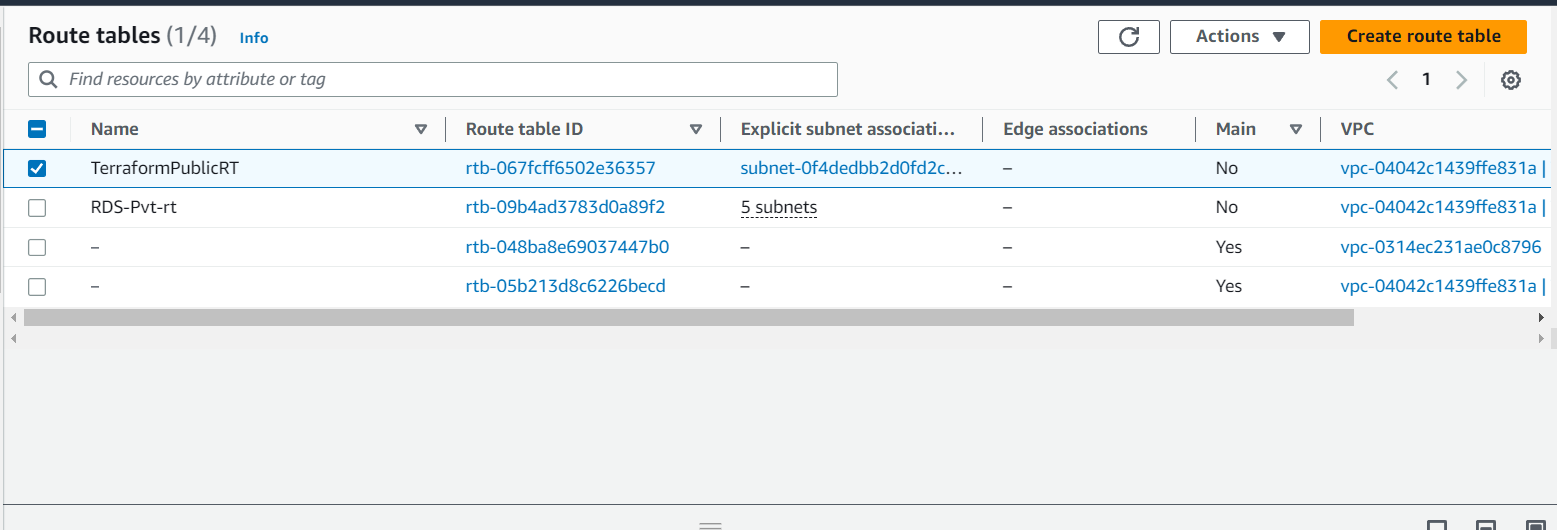 Route tables (1/4) Info Actions Create route table
Find resources by attribute or tag 1
Name Route table ID Explicit subnet associati... Edge associations Main VPC
TerraformPublicRT rtb-067fcff6502e36357 subnet-0f4dedbb2d0fd2c... – No vpc-04042c1439ffe831a |
RDS-Pvt-rt rtb-09b4ad3783d0a89f2 5 subnets – No vpc-04042c1439ffe831a |
– rtb-048ba8e69037447b0 – – Yes vpc-0314ec231ae0c8796
– rtb-05b213d8c6226becd – – Yes vpc-04042c1439ffe831a |